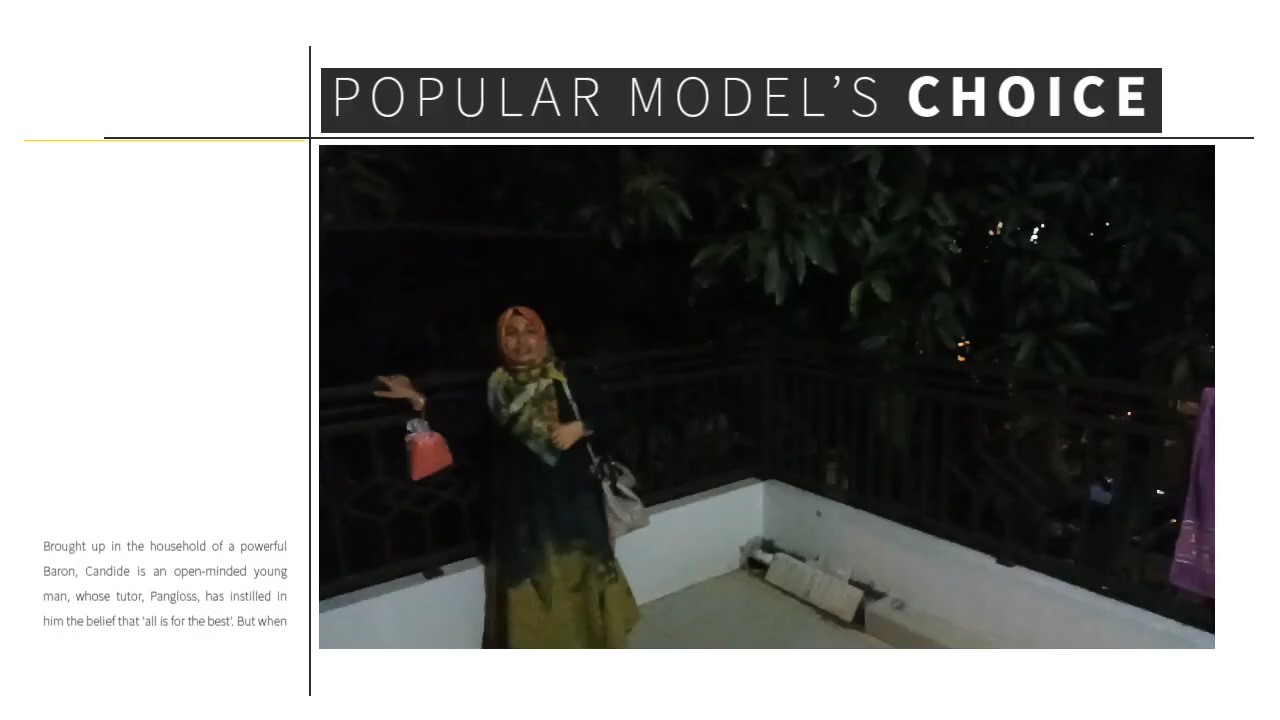 POPULAR MODEL’S CHOICE
Brought up in the household of a powerful
Baron, Candide is an open-minded young
man, whose tutor, Pangloss, has instilled in
him the belief that 'all is for the best'. But when